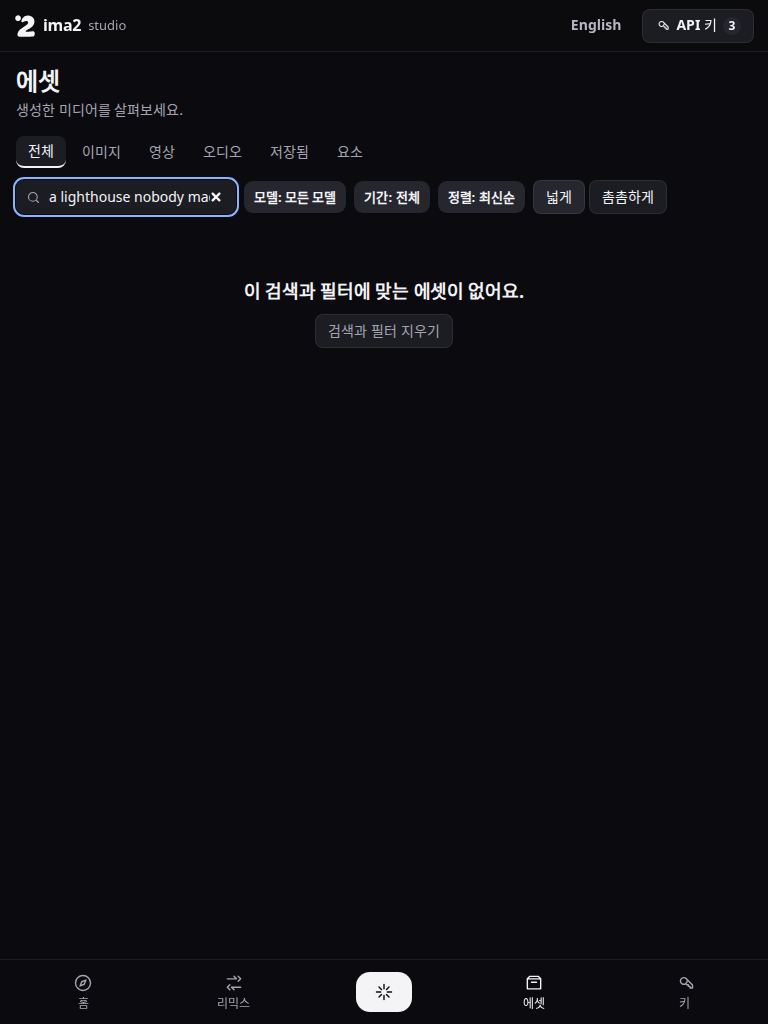 ima2 studio
English
API 키 3
에셋
생성한 미디어를 살펴보세요.
전체 이미지 영상 오디오 저장됨 요소
a lighthouse nobody mad
모델: 모든 모델 기간: 전체 정렬: 최신순 넓게 촘촘하게
이 검색과 필터에 맞는 에셋이 없어요.
검색과 필터 지우기
홈 리믹스 에셋 키